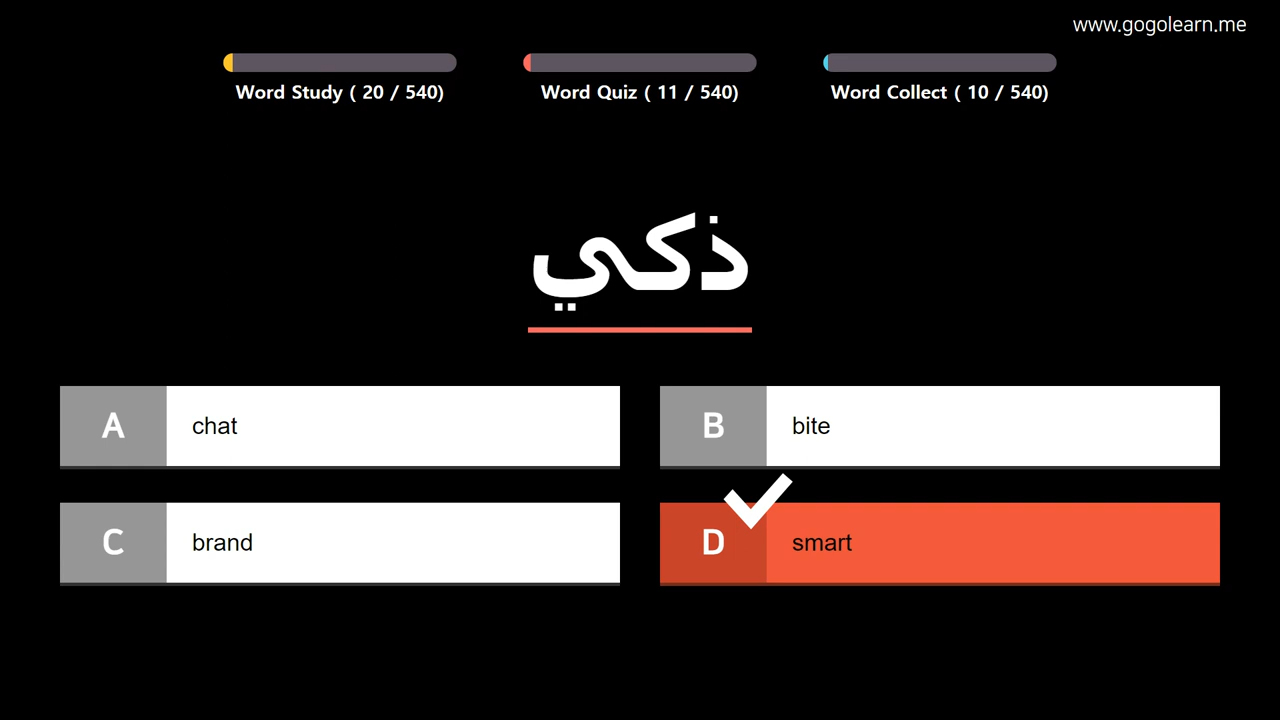 www.gogolearn.me
Word Study ( 20 / 540)
Word Quiz ( 11 / 540)
Word Collect ( 10 / 540)
ذكي
A chat
B bite
C brand
D smart